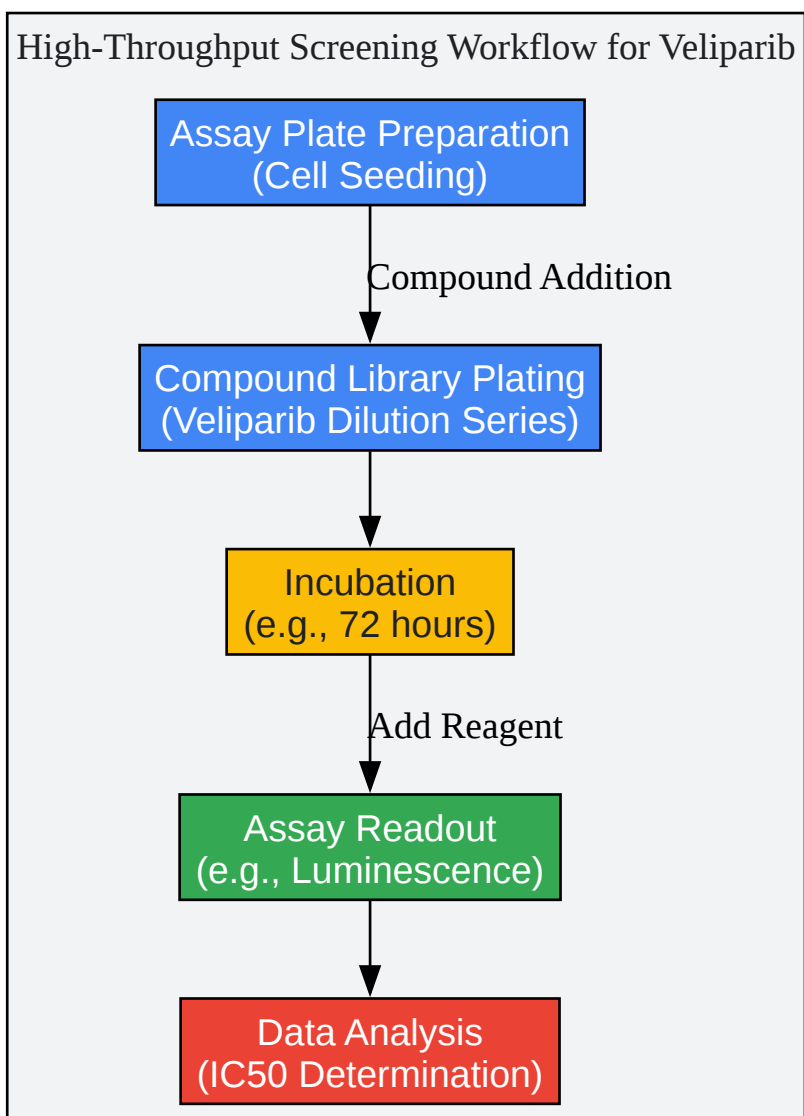 High-Throughput Screening Workflow for Veliparib
Assay Plate Preparation
(Cell Seeding)
Compound Addition
Compound Library Plating
(Veliparib Dilution Series)
Incubation
(e.g., 72 hours)
Add Reagent
Assay Readout
(e.g., Luminescence)
Data Analysis
(IC50 Determination)